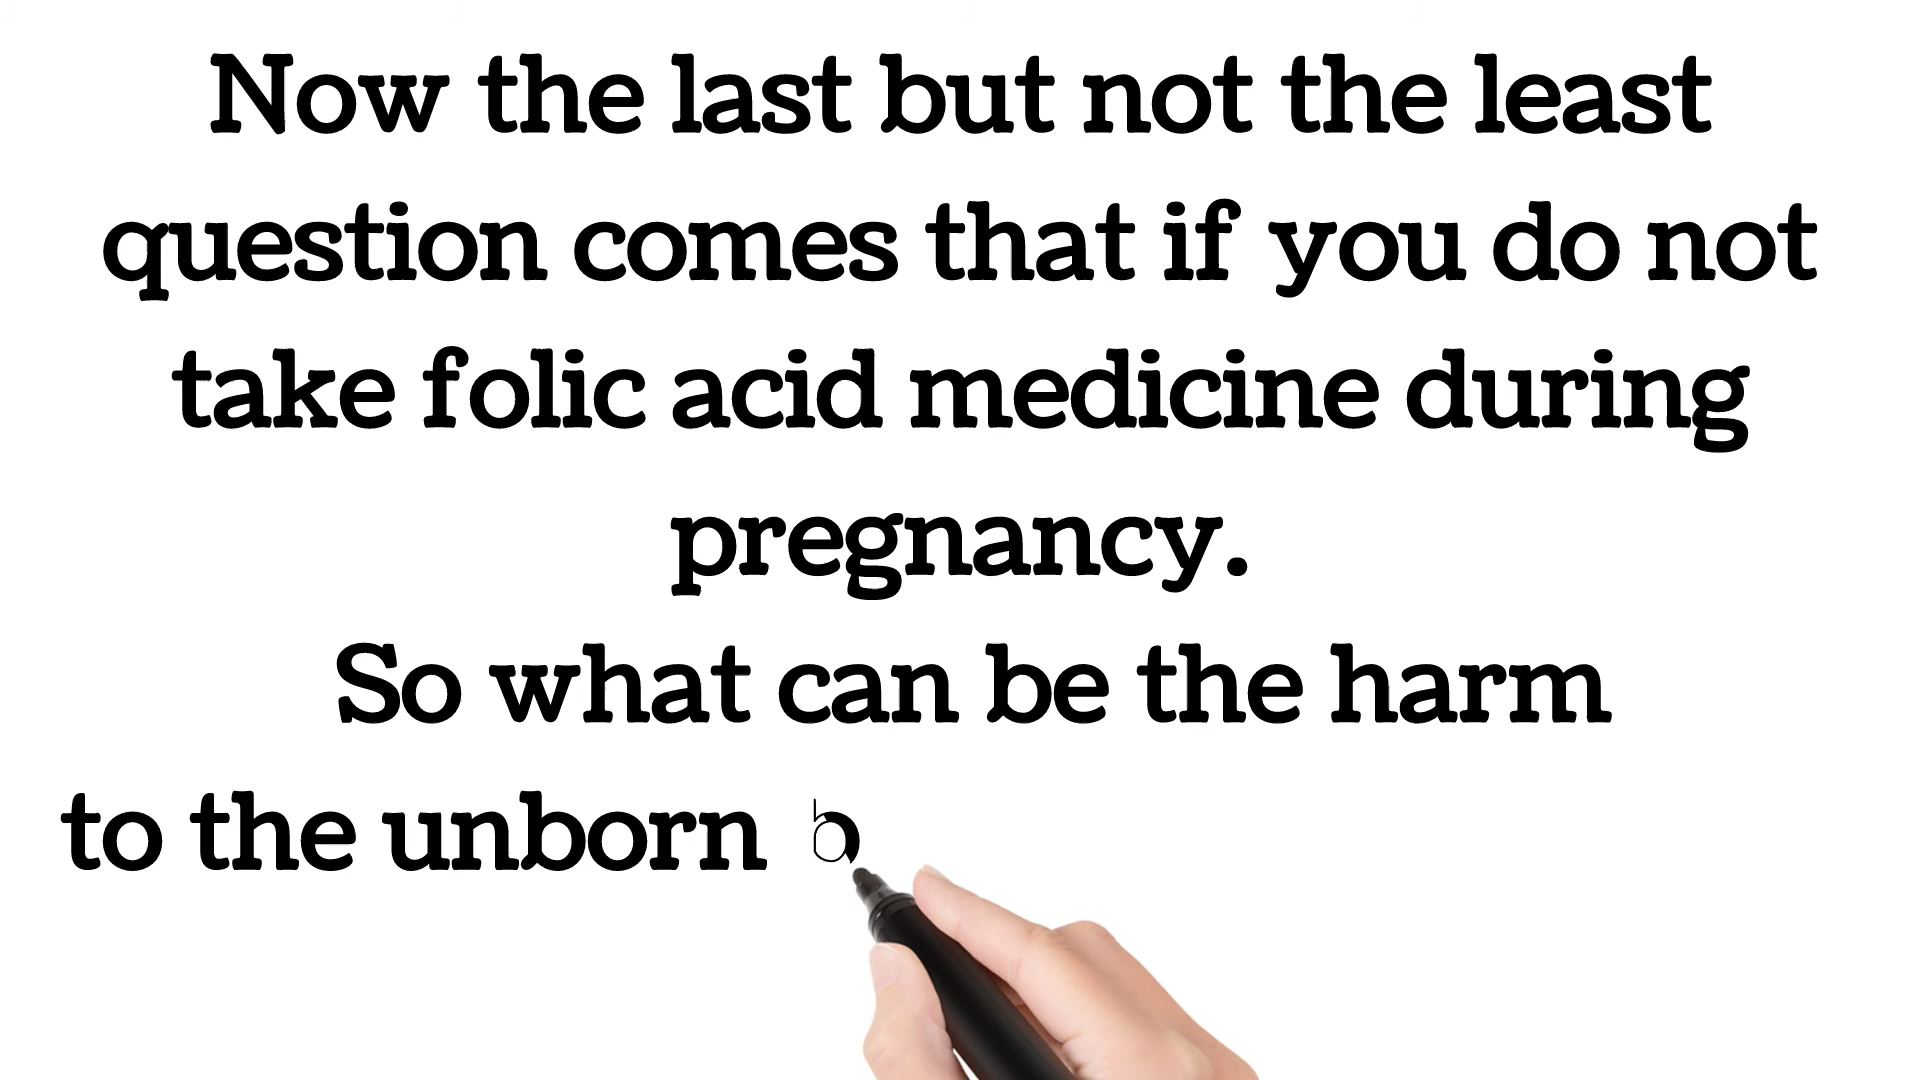 Now the last but not the least
question comes that if you do not
take folic acid medicine during
pregnancy.
So what can be the harm
to the unborn b